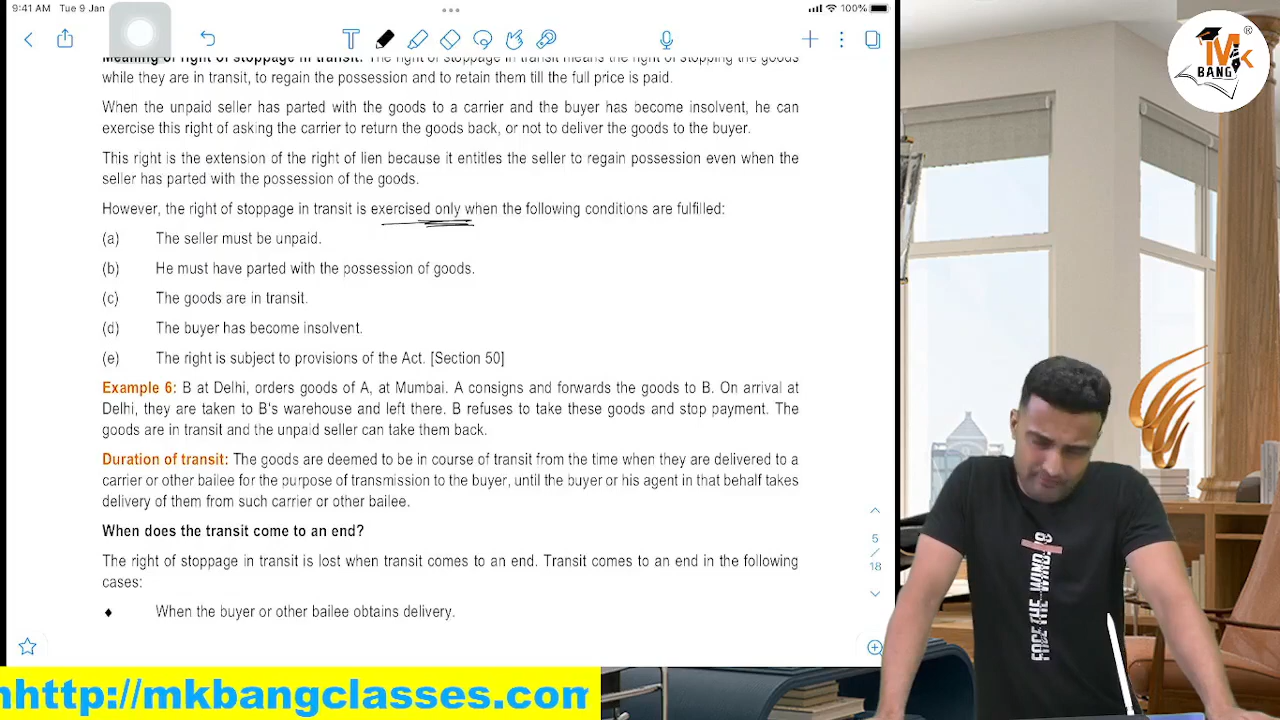 9:41 AM Tue 9 Jan
100%
Meaning of right of stoppage in transit: The right of stoppage in transit means the right of stopping the goods
while they are in transit, to regain the possession and to retain them till the full price is paid.
When the unpaid seller has parted with the goods to a carrier and the buyer has become insolvent, he can
exercise this right of asking the carrier to return the goods back, or not to deliver the goods to the buyer.
This right is the extension of the right of lien because it entitles the seller to regain possession even when the
seller has parted with the possession of the goods.
However, the right of stoppage in transit is exercised only when the following conditions are fulfilled:
(a) The seller must be unpaid.
(b) He must have parted with the possession of goods.
(c) The goods are in transit.
(d) The buyer has become insolvent.
(e) The right is subject to provisions of the Act. [Section 50]
Example 6: B at Delhi, orders goods of A, at Mumbai. A consigns and forwards the goods to B. On arrival at
Delhi, they are taken to B's warehouse and left there. B refuses to take these goods and stop payment. The
goods are in transit and the unpaid seller can take them back.
Duration of transit: The goods are deemed to be in course of transit from the time when they are delivered to a
carrier or other bailee for the purpose of transmission to the buyer, until the buyer or his agent in that behalf takes
delivery of them from such carrier or other bailee.
When does the transit come to an end?
The right of stoppage in transit is lost when transit comes to an end. Transit comes to an end in the following
cases:
♦ When the buyer or other bailee obtains delivery.
5
/
18
MK
BANG
®
FACE THE WINDS
http://mkbangclasses.com